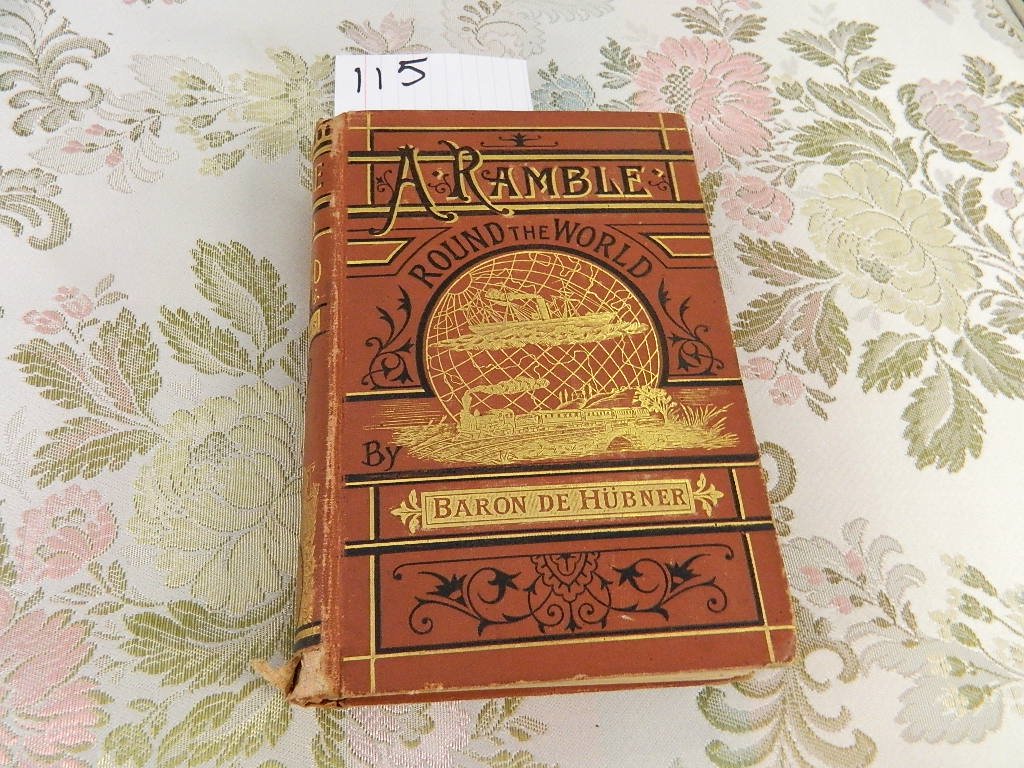 115
A RAMBLE
ROUND THE WORLD
By
BARON DE HÜBNER